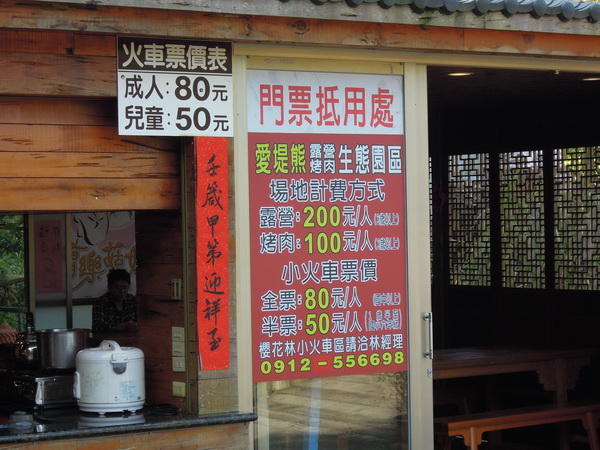 火車票價表
成人：80元
兒童：50元
壬箴甲第迎祥玉
門票抵用處
愛堤熊 露營烤肉 生態園區
場地計費方式
露營：200元/人
烤肉：100元/人
小火車票價
全票：80元/人
半票：50元/人
櫻花林小火車區請洽林經理
0912－556698